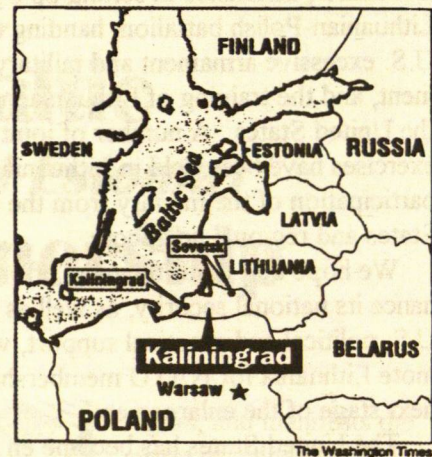 FINLAND
SWEDEN
ESTONIA
RUSSIA
Baltic Sea
LATVIA
Sovetsk
LITHUANIA
Kaliningrad
Kaliningrad
BELARUS
Warsaw
POLAND
The Washington Times